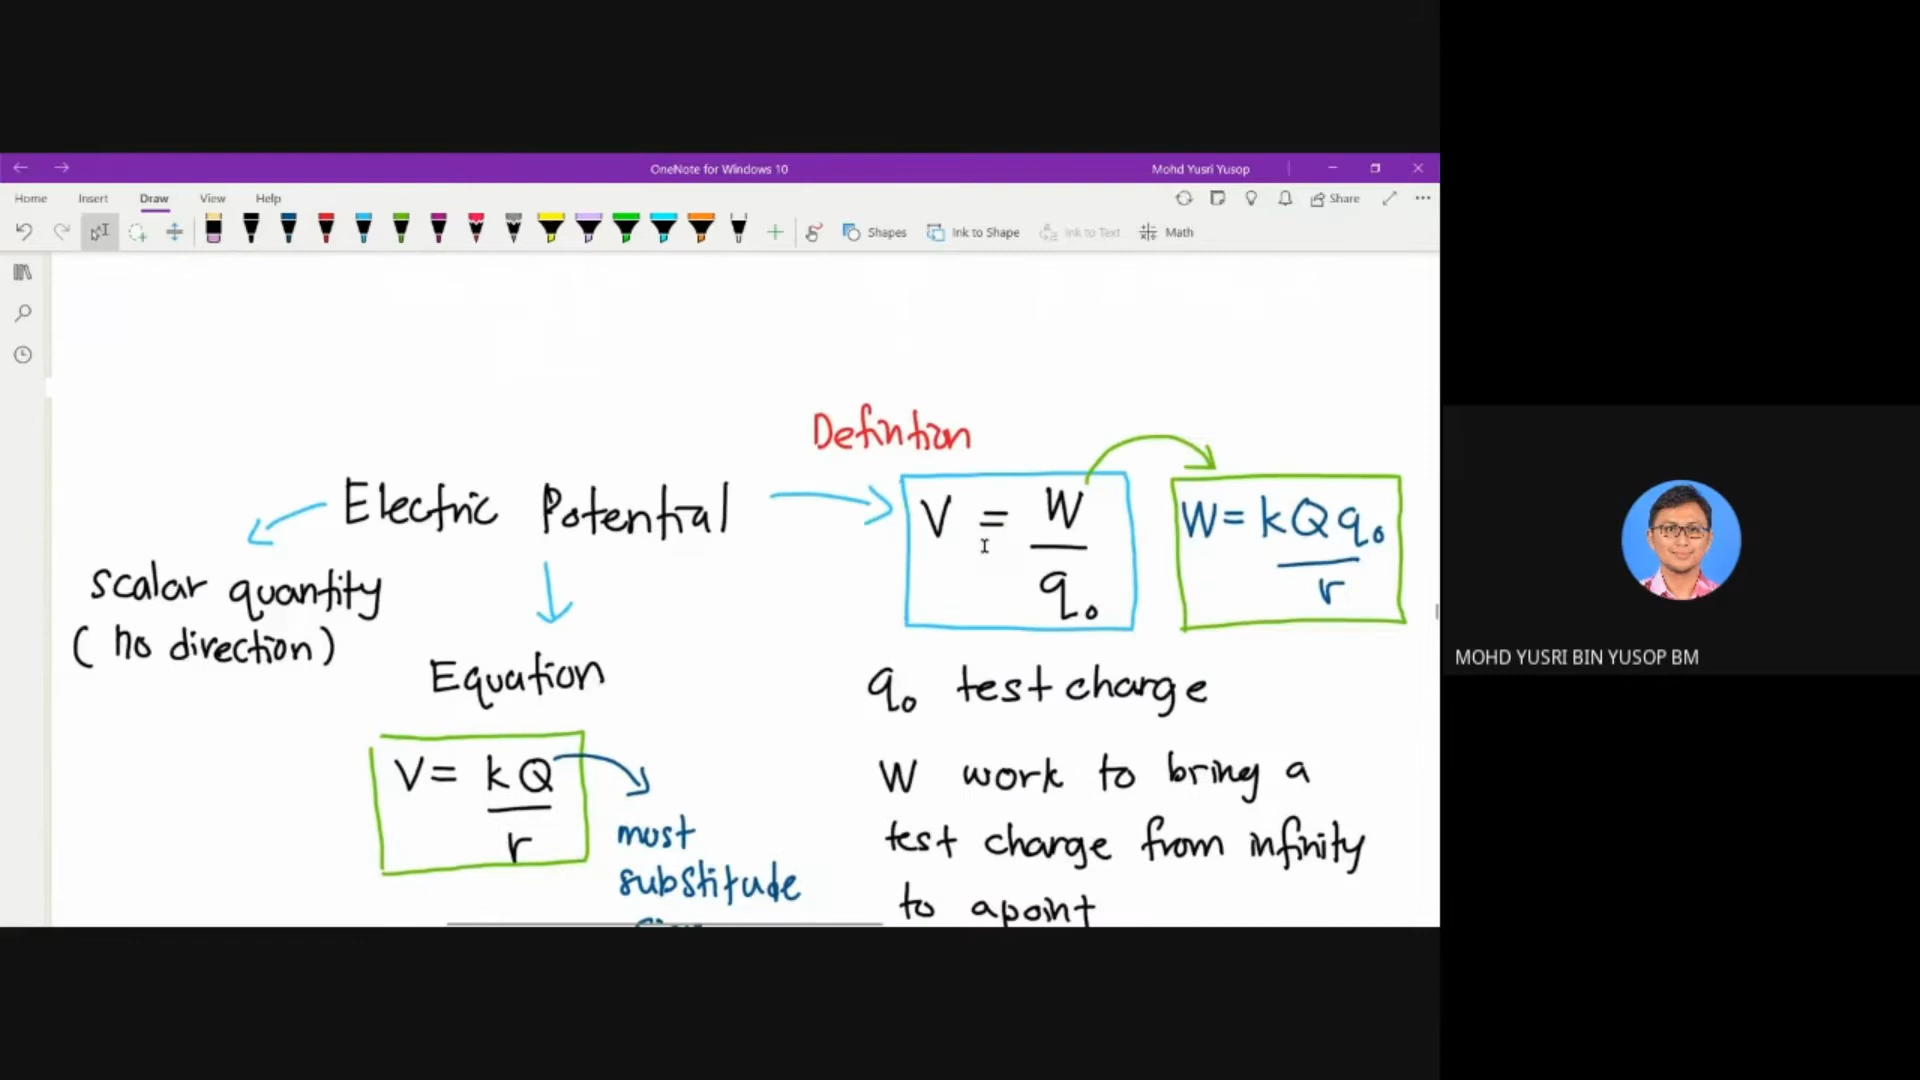 OneNote for Windows 10
Mohd Yusri Yusop
Home Insert Draw View Help
Share
Shapes Ink to Shape Ink to Text Math
Defintion
Electric Potential
V = W / q₀
W = kQq₀ / r
scalar quantity
(no direction)
Equation
q₀ test charge
V = kQ / r
must
substitude
W work to bring a
test charge from infinity
to a point
MOHD YUSRI BIN YUSOP BM